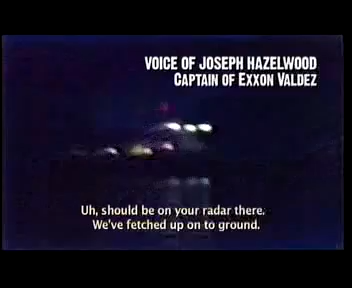 VOICE OF JOSEPH HAZELWOOD
CAPTAIN OF EXXON VALDEZ
Uh, should be on your radar there.
We've fetched up on to ground.